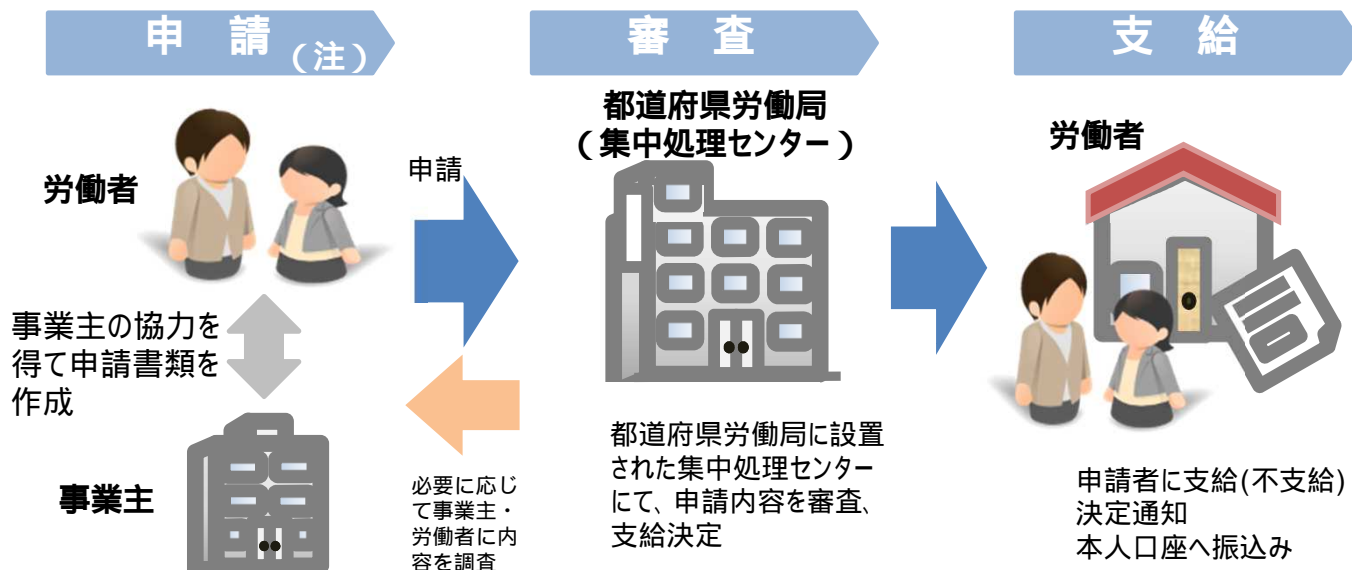 申　請（注）
労働者
事業主の協力を
得て申請書類を
作成
事業主
申請
必要に応じ
て事業主・
労働者に内
容を調査
審　査
都道府県労働局
（集中処理センター）
都道府県労働局に設置
された集中処理センター
にて、申請内容を審査、
支給決定
支　給
労働者
申請者に支給(不支給)
決定通知
本人口座へ振込み